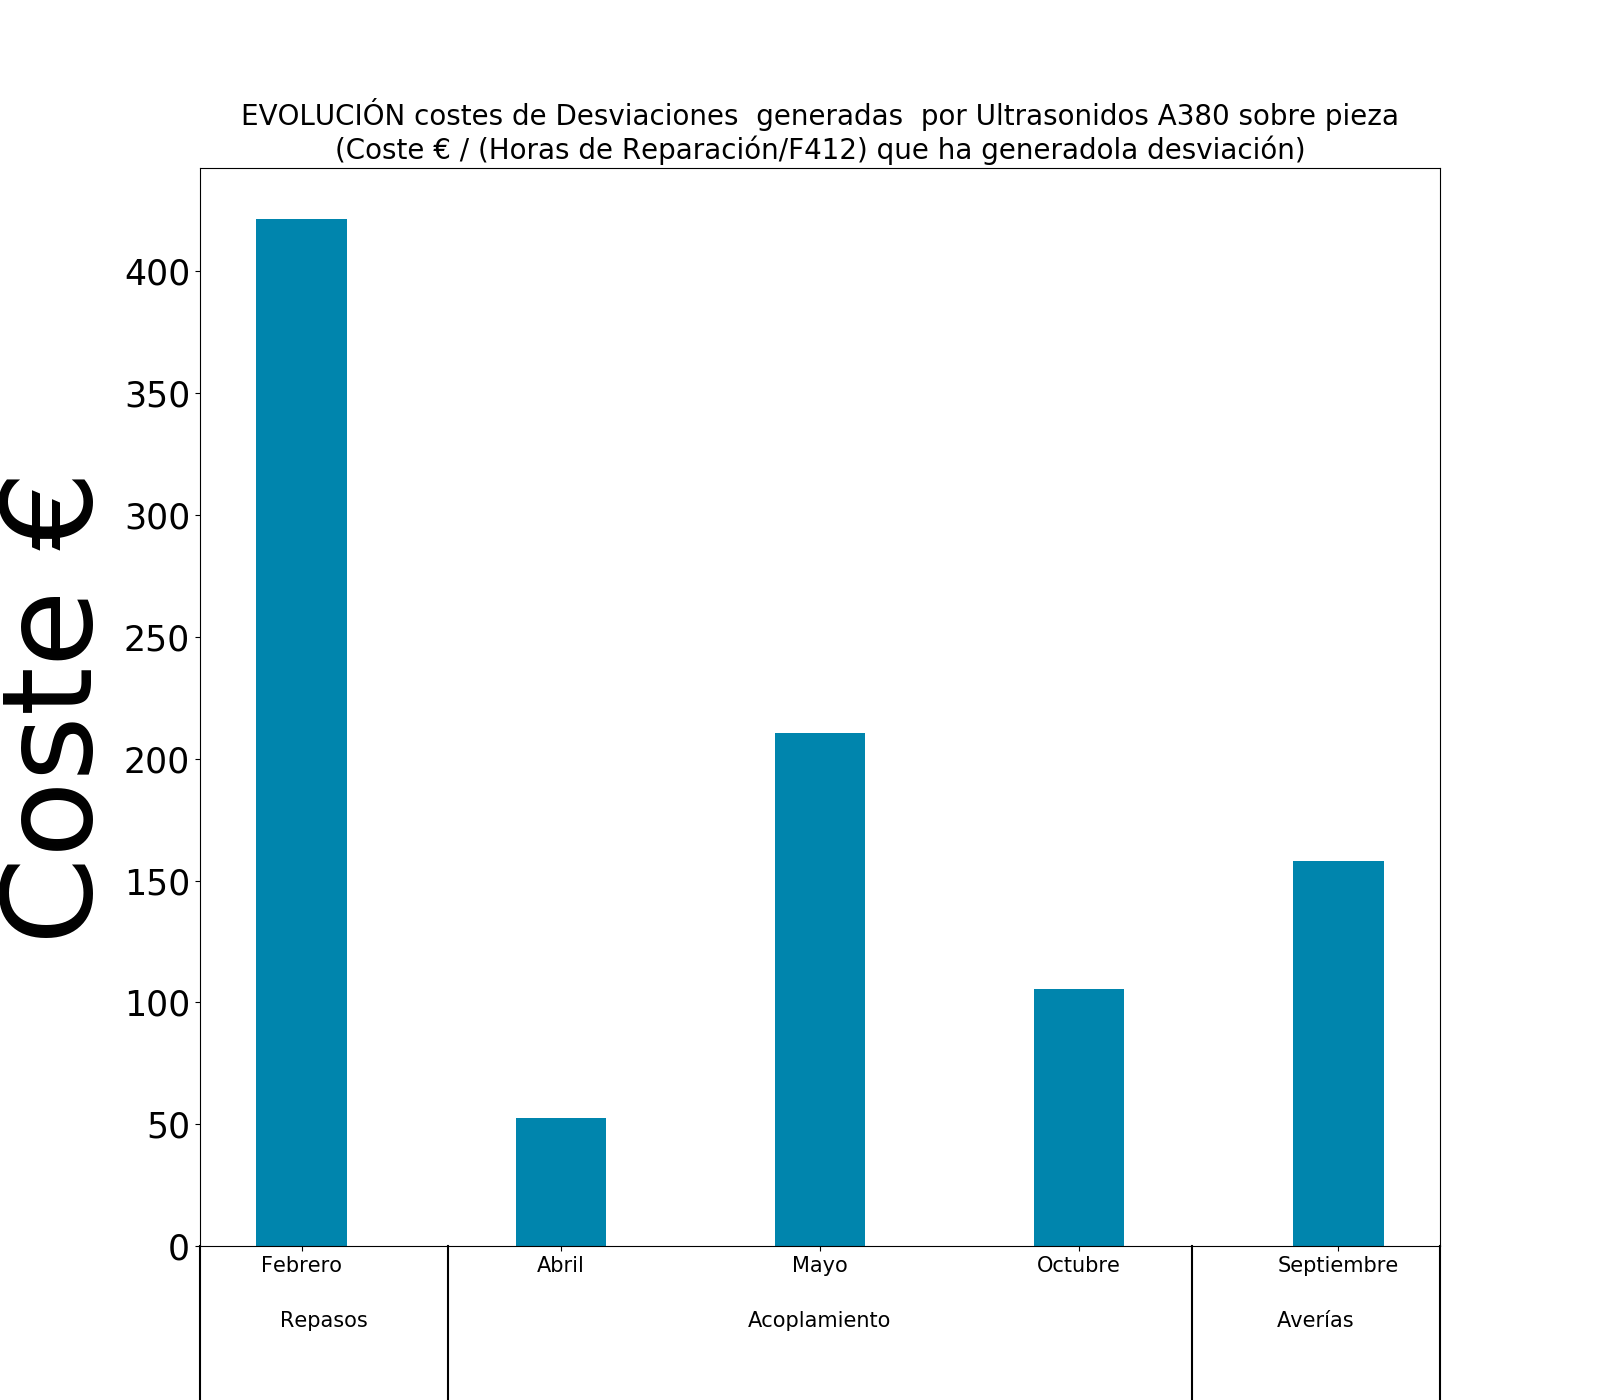 EVOLUCIÓN costes de Desviaciones  generadas  por Ultrasonidos A380 sobre pieza
(Coste € / (Horas de Reparación/F412) que ha generadola desviación)
Coste €
400
350
300
250
200
150
100
50
0
Febrero Abril Mayo Octubre Septiembre
Repasos Acoplamiento Averías